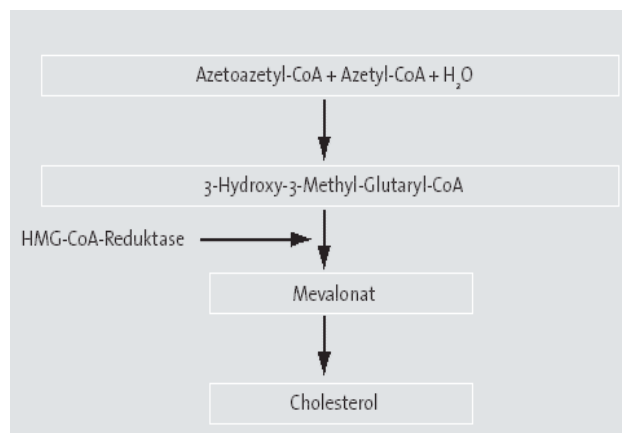 Azetoazetyl-CoA + Azetyl-CoA + H₂O
3-Hydroxy-3-Methyl-Glutaryl-CoA
HMG-CoA-Reduktase
Mevalonat
Cholesterol